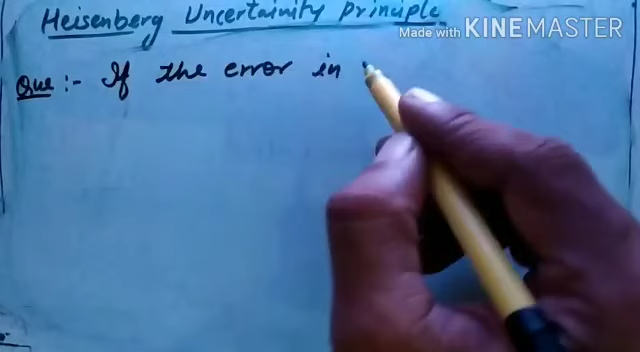 Heisenberg Uncertainity principle
Made with KINEMASTER
Que :- If the error in